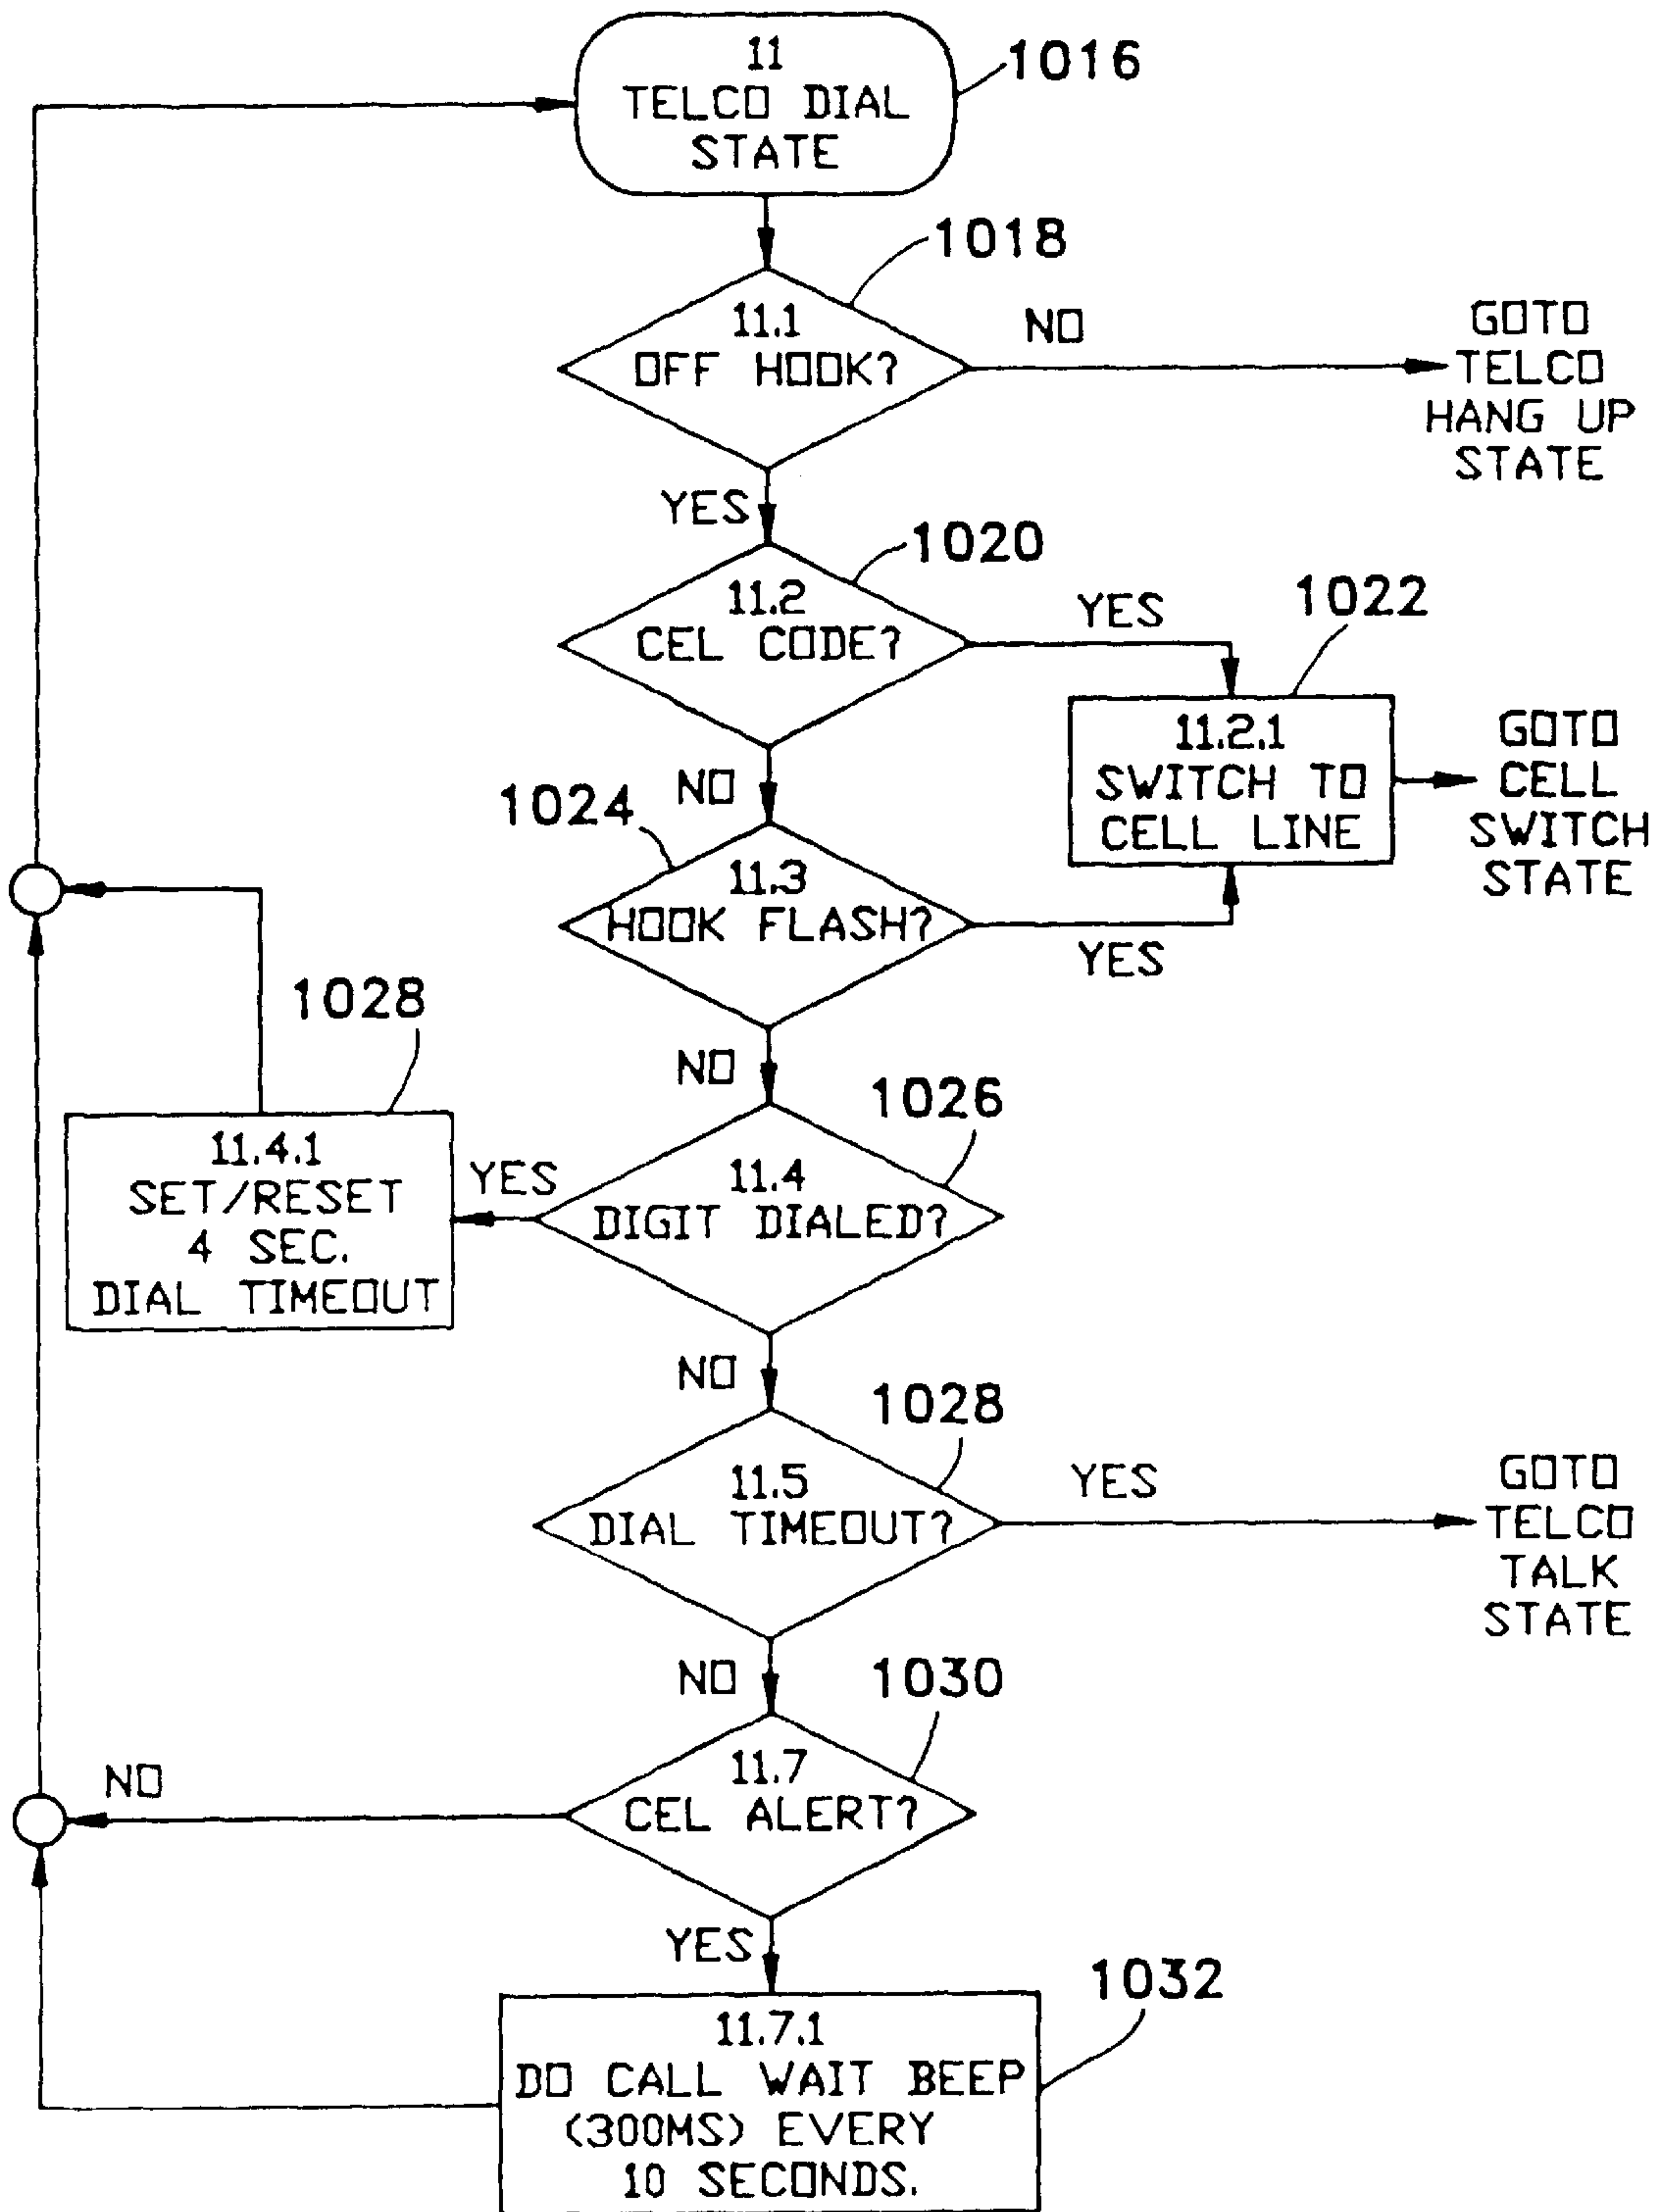 11
TELCO DIAL
STATE
1016
1018
11.1
OFF HOOK?
NO
GOTO
TELCO
HANG UP
STATE
YES
1020
11.2
CEL CODE?
YES
1022
11.2.1
SWITCH TO
CELL LINE
GOTO
CELL
SWITCH
STATE
NO
1024
11.3
HOOK FLASH?
YES
NO
1026
11.4
DIGIT DIALED?
YES
1028
11.4.1
SET/RESET
4 SEC.
DIAL TIMEOUT
NO
1028
11.5
DIAL TIMEOUT?
YES
GOTO
TELCO
TALK
STATE
NO
1030
11.7
CEL ALERT?
NO
YES
1032
11.7.1
DO CALL WAIT BEEP
(300MS) EVERY
10 SECONDS.